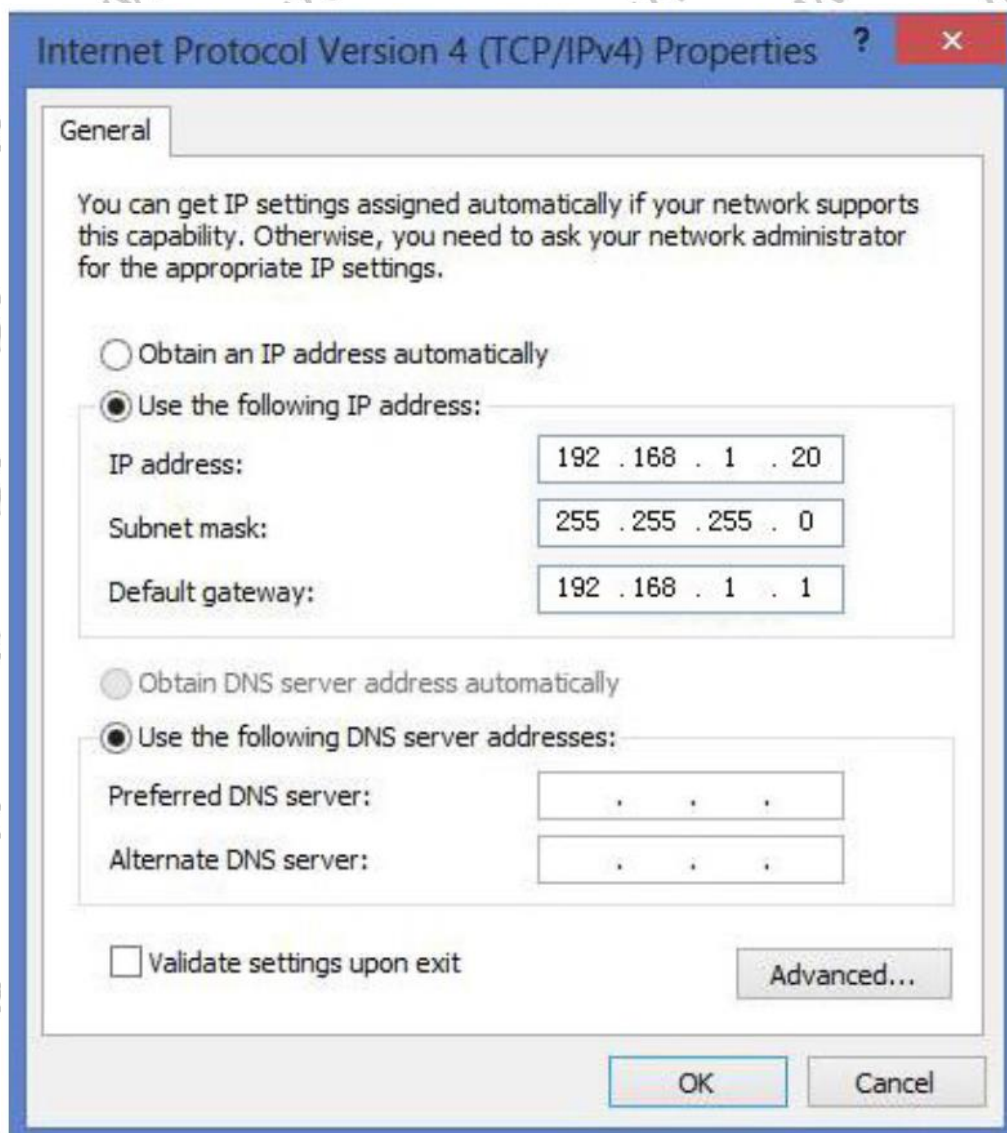 Internet Protocol Version 4 (TCP/IPv4) Properties ? ×
General
You can get IP settings assigned automatically if your network supports
this capability. Otherwise, you need to ask your network administrator
for the appropriate IP settings.
Obtain an IP address automatically
Use the following IP address:
IP address: 192 . 168 . 1 . 20
Subnet mask: 255 . 255 . 255 . 0
Default gateway: 192 . 168 . 1 . 1
Obtain DNS server address automatically
Use the following DNS server addresses:
Preferred DNS server: . . .
Alternate DNS server: . . .
Validate settings upon exit
Advanced...
OK Cancel